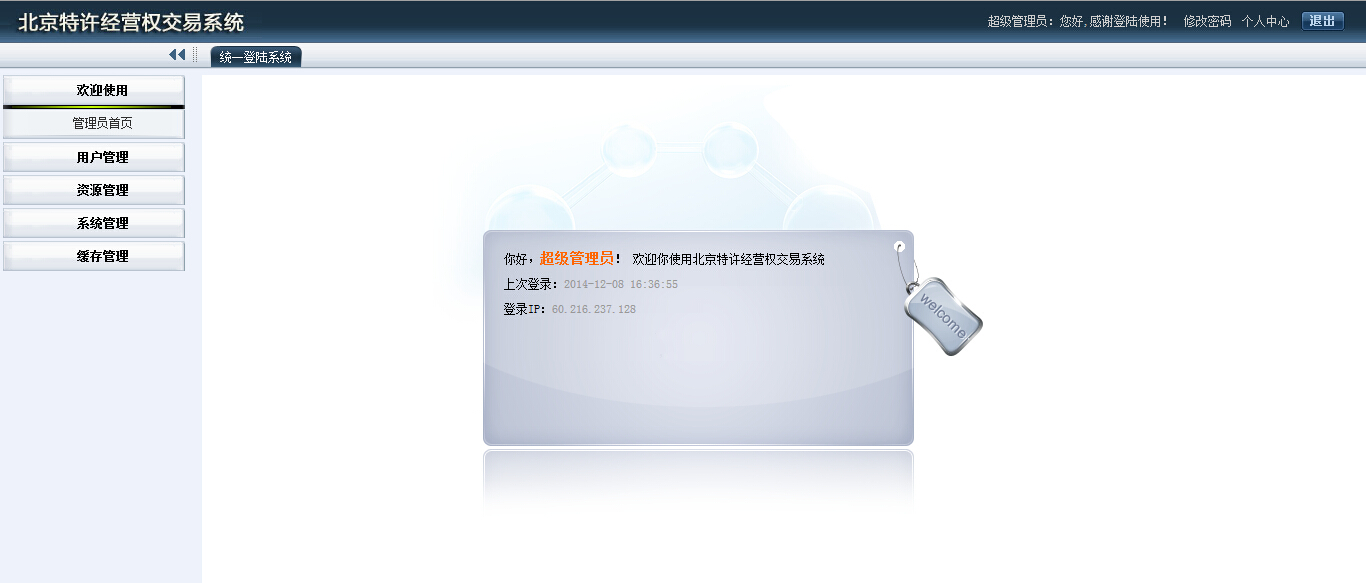 北京特许经营权交易系统
超级管理员：您好,感谢登陆使用！ 修改密码 个人中心 退出
统一登陆系统
欢迎使用
管理员首页
用户管理
资源管理
系统管理
缓存管理
你好，超级管理员！ 欢迎你使用北京特许经营权交易系统
上次登录：2014-12-08 16:36:55
登录IP：60.216.237.128
welcome